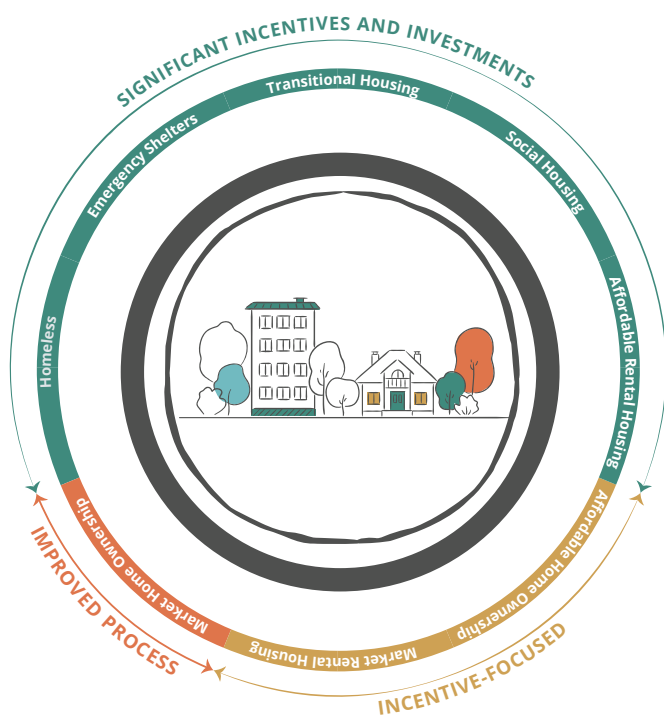 SIGNIFICANT INCENTIVES AND INVESTMENTS
Homeless
Emergency Shelters
Transitional Housing
Social Housing
Affordable Rental Housing
Affordable Home Ownership
Market Rental Housing
Market Home Ownership
IMPROVED PROCESS
INCENTIVE-FOCUSED